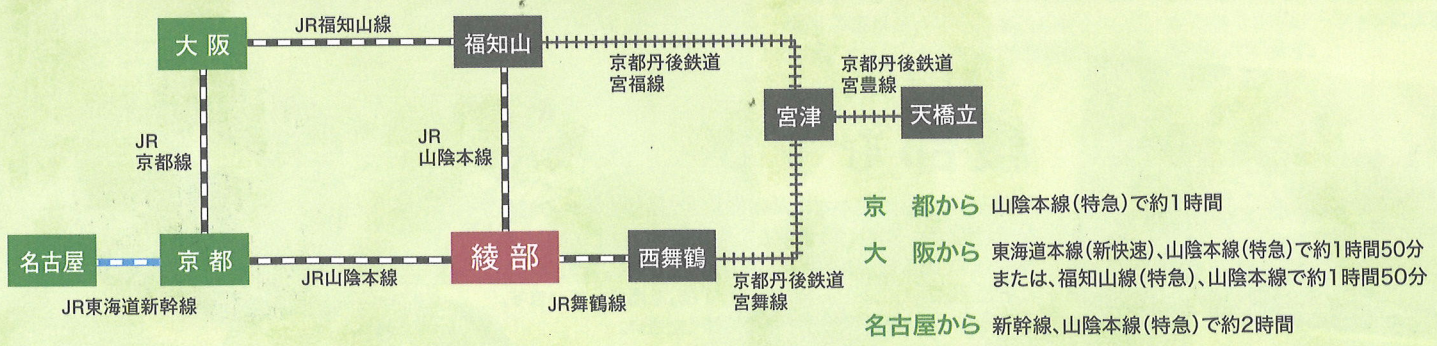 大阪
JR福知山線
福知山
京都丹後鉄道
宮福線
京都丹後鉄道
宮豊線
宮津
天橋立
JR
京都線
JR
山陰本線
名古屋
京都
綾部
西舞鶴
JR東海道新幹線
JR山陰本線
JR舞鶴線
京都丹後鉄道
宮舞線
京 都から 山陰本線(特急)で約1時間
大 阪から 東海道本線(新快速)、山陰本線(特急)で約1時間50分
または、福知山線(特急)、山陰本線で約1時間50分
名古屋から 新幹線、山陰本線(特急)で約2時間